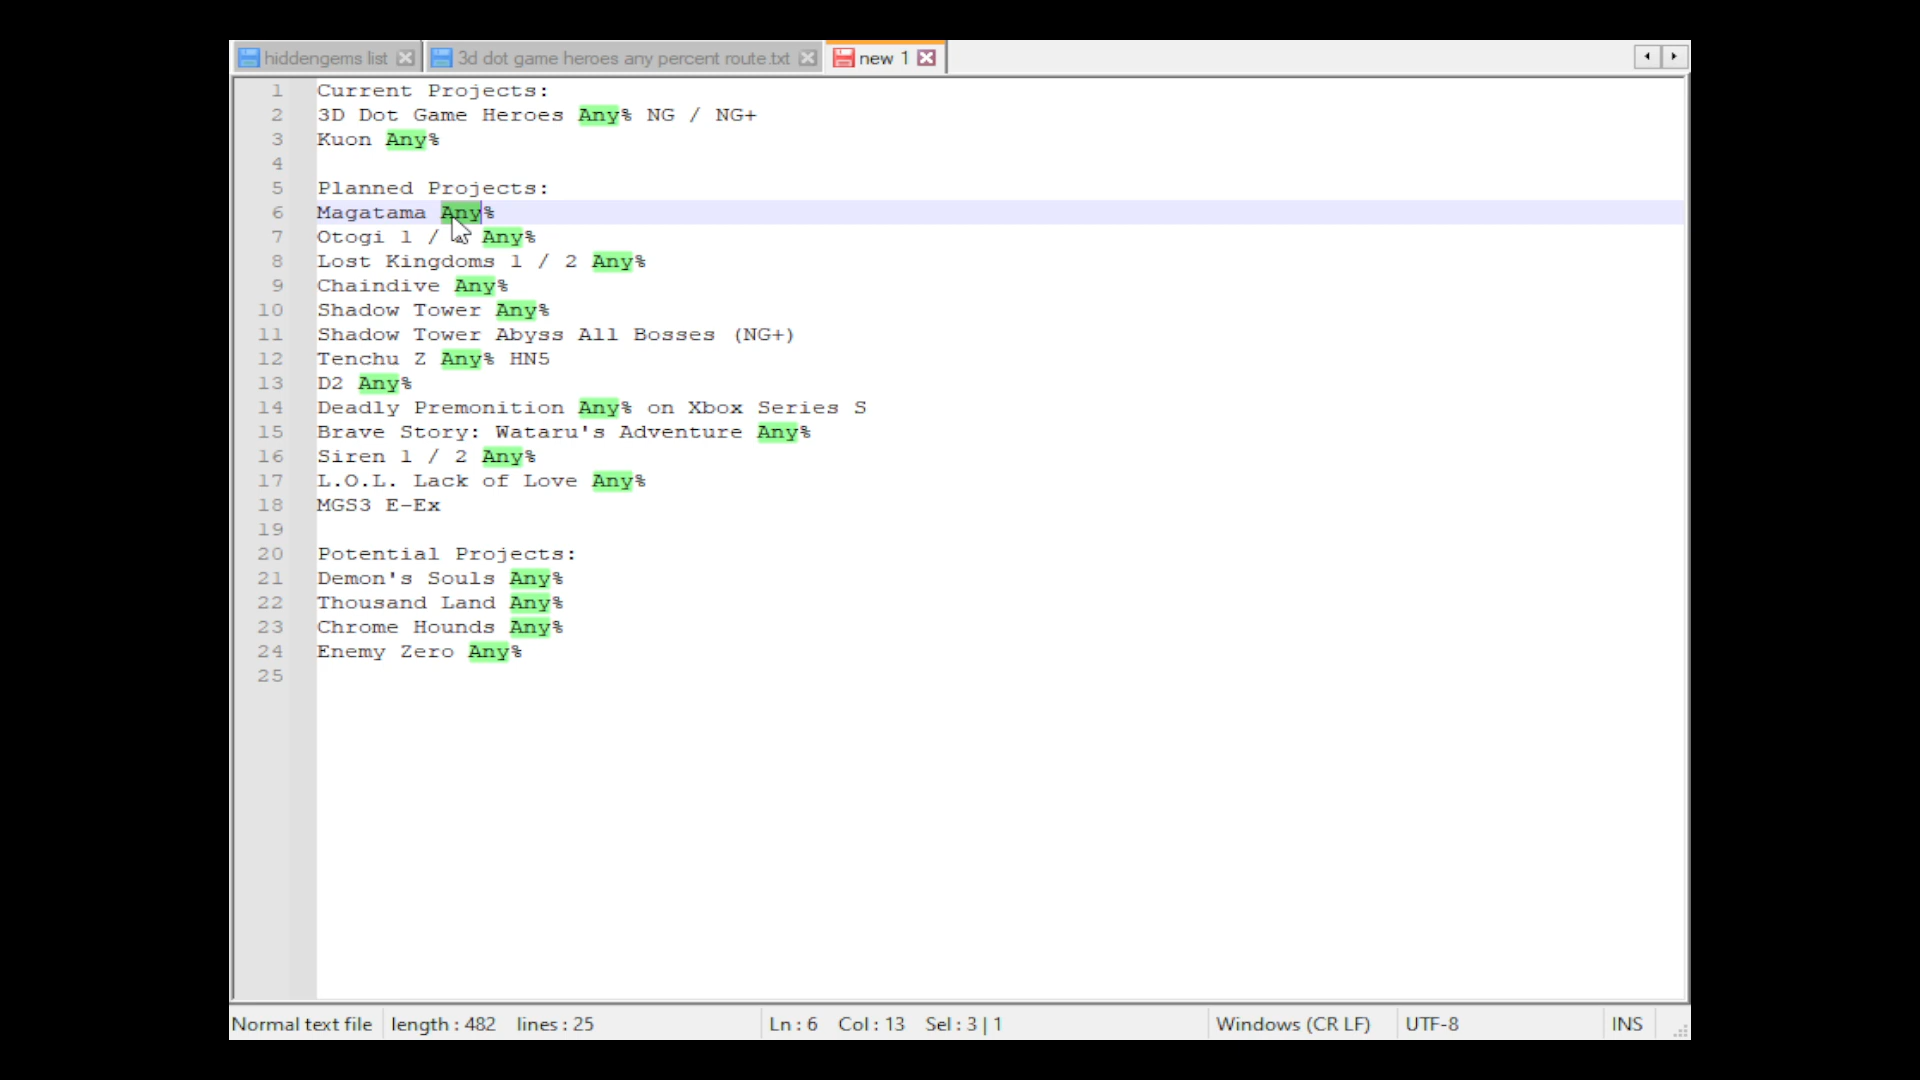 hiddengems list
3d dot game heroes any percent route.txt
new 1
1 Current Projects:
2 3D Dot Game Heroes Any% NG / NG+
3 Kuon Any%
4
5 Planned Projects:
6 Magatama Any%
7 Otogi 1 / Any%
8 Lost Kingdoms 1 / 2 Any%
9 Chaindive Any%
10 Shadow Tower Any%
11 Shadow Tower Abyss All Bosses (NG+)
12 Tenchu Z Any% HN5
13 D2 Any%
14 Deadly Premonition Any% on Xbox Series S
15 Brave Story: Wataru's Adventure Any%
16 Siren 1 / 2 Any%
17 L.O.L. Lack of Love Any%
18 MGS3 E-Ex
19
20 Potential Projects:
21 Demon's Souls Any%
22 Thousand Land Any%
23 Chrome Hounds Any%
24 Enemy Zero Any%
25
Normal text file length : 482 lines : 25 Ln : 6 Col : 13 Sel : 3 | 1 Windows (CR LF) UTF-8 INS